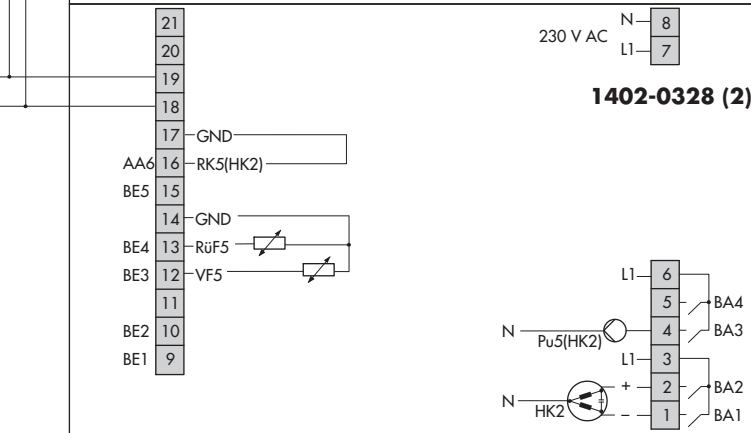 21
20
19
18
17 GND
AA6 16 RK5(HK2)
BE5 15
14 GND
BE4 13 RüF5
BE3 12 VF5
11
BE2 10
BE1 9
N 8
230 V AC
L1 7
1402-0328 (2)
L1 6
5 BA4
N Pu5(HK2) 4 BA3
L1 3
+ 2 BA2
N HK2
− 1 BA1